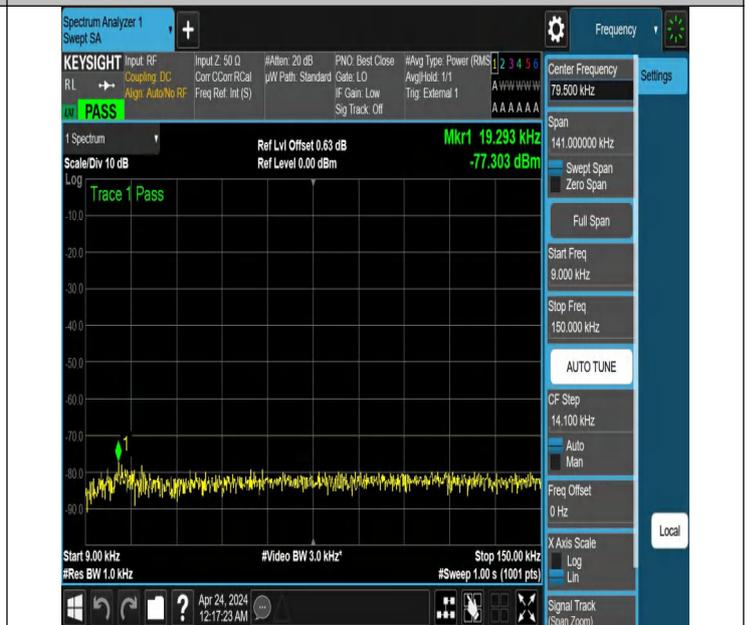 Spectrum Analyzer 1
Swept SA
+
Frequency
KEYSIGHT
RL
PASS
Input: RF
Coupling: DC
Align: Auto/No RF
Input Z: 50 Ω
Corr CCorr RCal
Freq Ref: Int (S)
#Atten: 20 dB
µW Path: Standard
PNO: Best Close
Gate: LO
IF Gain: Low
Sig Track: Off
#Avg Type: Power (RMS
Avg|Hold: 1/1
Trig: External 1
1 2 3 4 5 6
A W W W W W
A A A A A A
1 Spectrum
Scale/Div 10 dB
Ref Lvl Offset 0.63 dB
Ref Level 0.00 dBm
Mkr1 19.293 kHz
-77.303 dBm
Log
Trace 1 Pass
-10.0
-20.0
-30.0
-40.0
-50.0
-60.0
-70.0
1
-80.0
-90.0
Start 9.00 kHz
#Res BW 1.0 kHz
#Video BW 3.0 kHz*
Stop 150.00 kHz
#Sweep 1.00 s (1001 pts)
?
Apr 24, 2024
12:17:23 AM
Center Frequency
79.500 kHz
Settings
Span
141.000000 kHz
Swept Span
Zero Span
Full Span
Start Freq
9.000 kHz
Stop Freq
150.000 kHz
AUTO TUNE
CF Step
14.100 kHz
Auto
Man
Freq Offset
0 Hz
Local
X Axis Scale
Log
Lin
Signal Track
(Span Zoom)